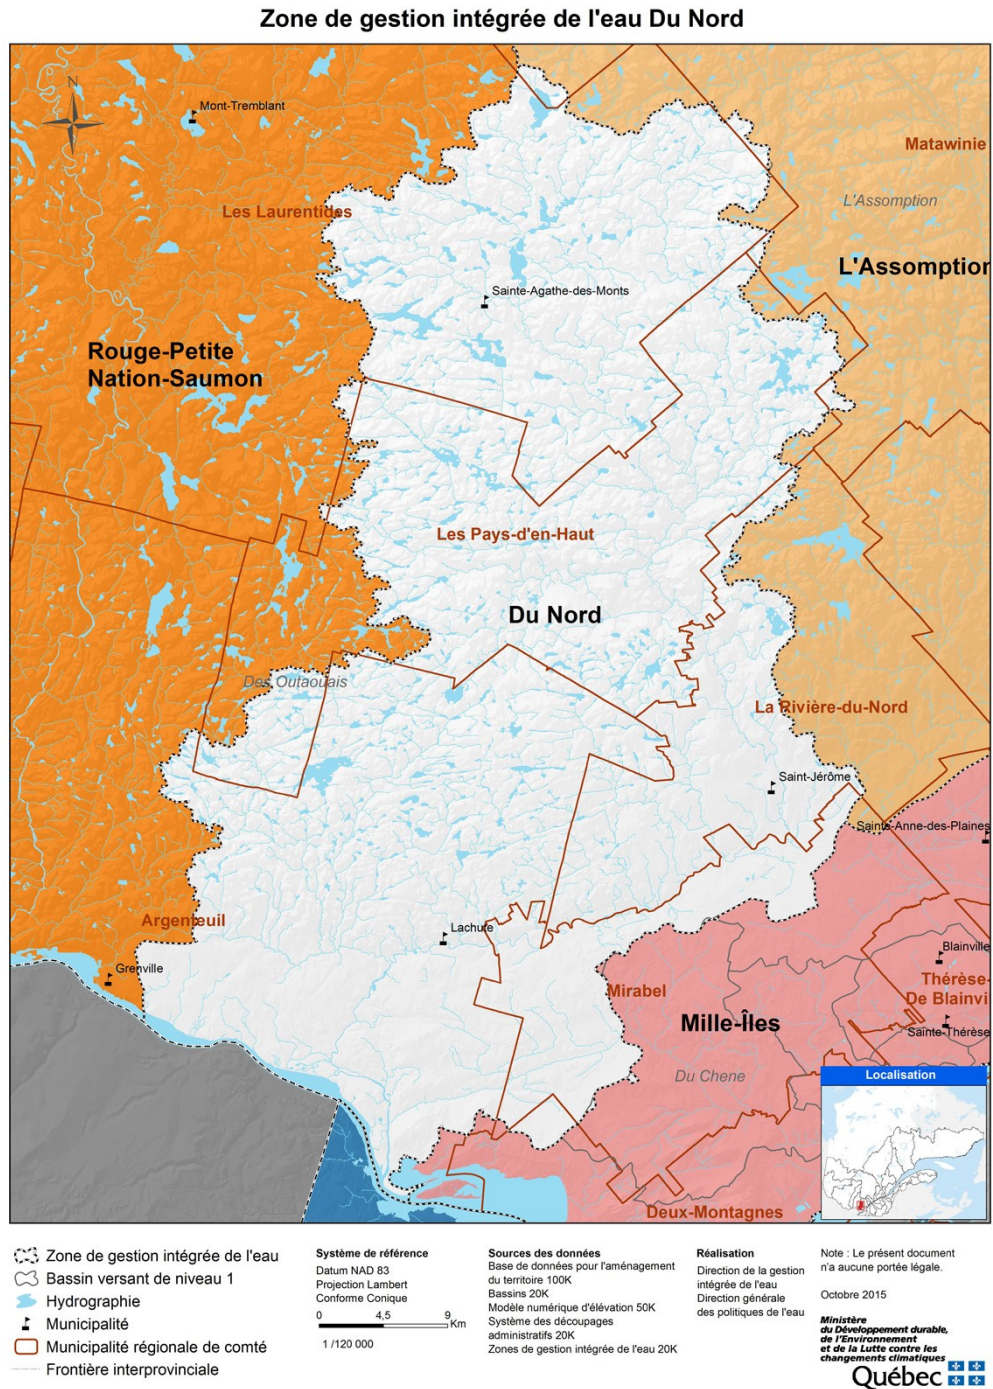 Zone de gestion intégrée de l'eau Du Nord
N
Mont-Tremblant
Matawinie
Les Laurentides
L'Assomption
L'Assomption
Sainte-Agathe-des-Monts
Rouge-Petite
Nation-Saumon
Les Pays-d'en-Haut
Du Nord
Des Outaouais
La Rivière-du-Nord
Saint-Jérôme
Sainte-Anne-des-Plaines
Argenteuil
Lachute
Blainville
Grenville
Thérèse-
De Blainvi
Mirabel
Mille-Îles
Sainte-Thérèse
Du Chene
Localisation
Deux-Montagnes
Zone de gestion intégrée de l'eau
Bassin versant de niveau 1
Hydrographie
Municipalité
Municipalité régionale de comté
Frontière interprovinciale
Système de référence
Datum NAD 83
Projection Lambert
Conforme Conique
0 4,5 9
Km
1 /120 000
Sources des données
Base de données pour l'aménagement
du territoire 100K
Bassins 20K
Modèle numérique d'élévation 50K
Système des découpages
administratifs 20K
Zones de gestion intégrée de l'eau 20K
Réalisation
Direction de la gestion
intégrée de l'eau
Direction générale
des politiques de l'eau
Note : Le présent document
n'a aucune portée légale.
Octobre 2015
Ministère
du Développement durable,
de l'Environnement
et de la Lutte contre les
changements climatiques
Québec